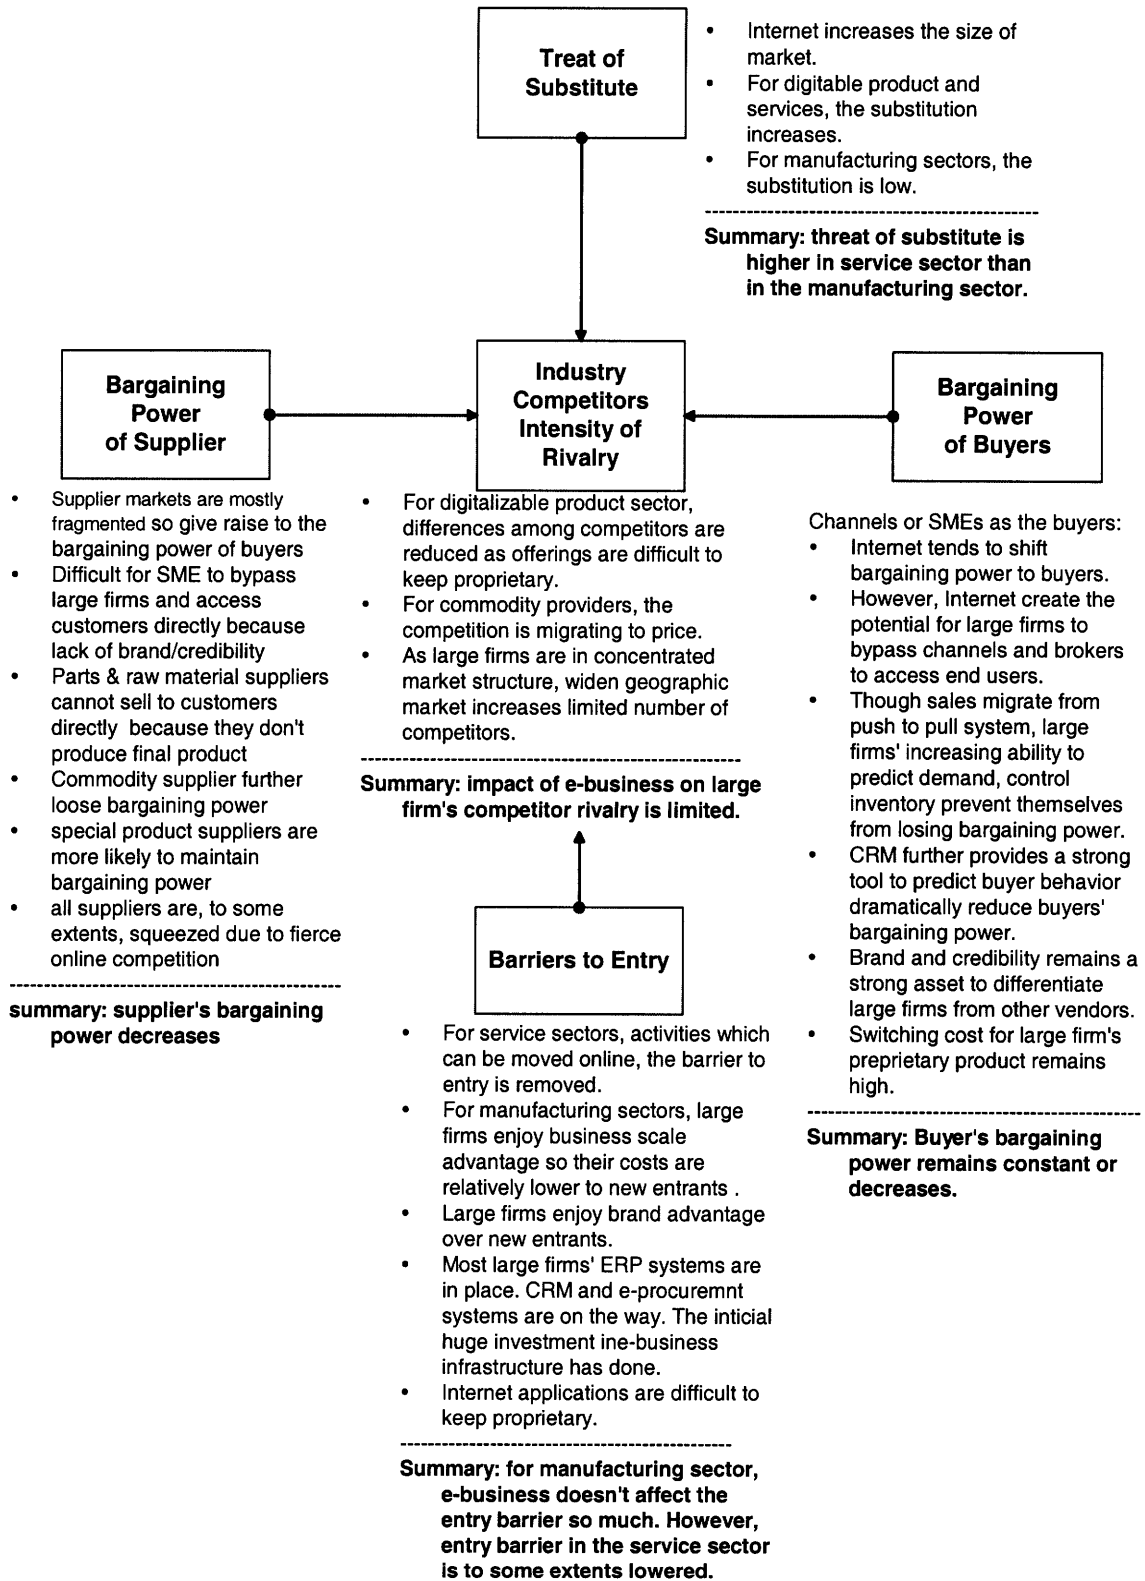 Treat of
Substitute
• Internet increases the size of
market.
• For digitable product and
services, the substitution
increases.
• For manufacturing sectors, the
substitution is low.
Summary: threat of substitute is
higher in service sector than
in the manufacturing sector.
Bargaining
Power
of Supplier
Industry
Competitors
Intensity of
Rivalry
Bargaining
Power
of Buyers
• Supplier markets are mostly
fragmented so give raise to the
bargaining power of buyers
• Difficult for SME to bypass
large firms and access
customers directly because
lack of brand/credibility
• Parts & raw material suppliers
cannot sell to customers
directly because they don't
produce final product
• Commodity supplier further
loose bargaining power
• special product suppliers are
more likely to maintain
bargaining power
• all suppliers are, to some
extents, squeezed due to fierce
online competition
summary: supplier's bargaining
power decreases
• For digitalizable product sector,
differences among competitors are
reduced as offerings are difficult to
keep proprietary.
• For commodity providers, the
competition is migrating to price.
• As large firms are in concentrated
market structure, widen geographic
market increases limited number of
competitors.
Summary: impact of e-business on large
firm's competitor rivalry is limited.
Channels or SMEs as the buyers:
• Internet tends to shift
bargaining power to buyers.
• However, Internet create the
potential for large firms to
bypass channels and brokers
to access end users.
• Though sales migrate from
push to pull system, large
firms' increasing ability to
predict demand, control
inventory prevent themselves
from losing bargaining power.
• CRM further provides a strong
tool to predict buyer behavior
dramatically reduce buyers'
bargaining power.
• Brand and credibility remains a
strong asset to differentiate
large firms from other vendors.
• Switching cost for large firm's
preprietary product remains
high.
Summary: Buyer's bargaining
power remains constant or
decreases.
Barriers to Entry
• For service sectors, activities which
can be moved online, the barrier to
entry is removed.
• For manufacturing sectors, large
firms enjoy business scale
advantage so their costs are
relatively lower to new entrants .
• Large firms enjoy brand advantage
over new entrants.
• Most large firms' ERP systems are
in place. CRM and e-procuremnt
systems are on the way. The inticial
huge investment ine-business
infrastructure has done.
• Internet applications are difficult to
keep proprietary.
Summary: for manufacturing sector,
e-business doesn't affect the
entry barrier so much. However,
entry barrier in the service sector
is to some extents lowered.